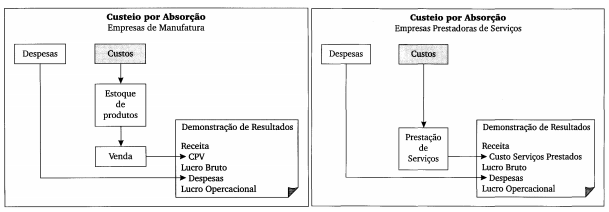 Custeio por Absorção
Empresas de Manufatura
Despesas
Custos
Estoque
de
produtos
Venda
Demonstração de Resultados
Receita
CPV
Lucro Bruto
Despesas
Lucro Opercacional
Custeio por Absorção
Empresas Prestadoras de Serviços
Despesas
Custos
Prestação
de
Serviços
Demonstração de Resultados
Receita
Custo Serviços Prestados
Lucro Bruto
Despesas
Lucro Opercacional